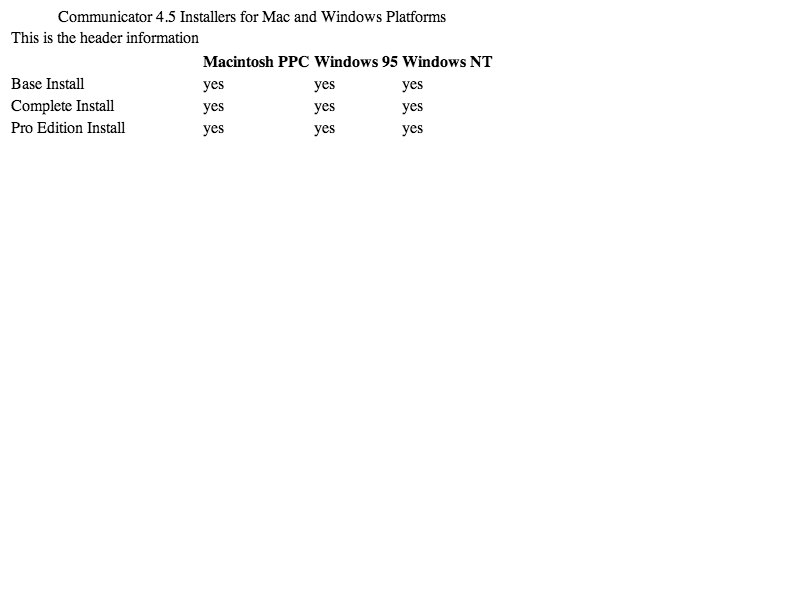 Communicator 4.5 Installers for Mac and Windows Platforms
This is the header information
Macintosh PPC Windows 95 Windows NT
Base Install yes yes yes
Complete Install yes yes yes
Pro Edition Install yes yes yes